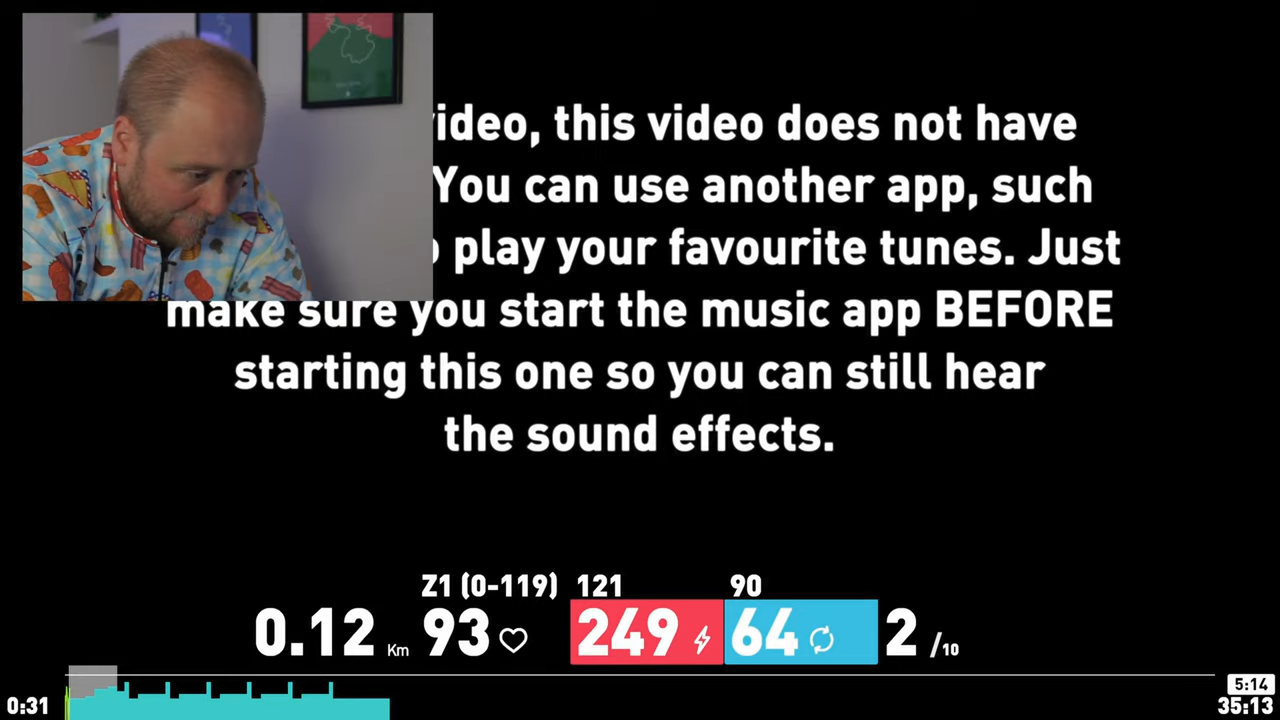 video, this video does not have
You can use another app, such
play your favourite tunes. Just
make sure you start the music app BEFORE
starting this one so you can still hear
the sound effects.
Z1 (0-119) 121 90
0.12 Km 93 249 64 2 /10
5:14
0:31 35:13